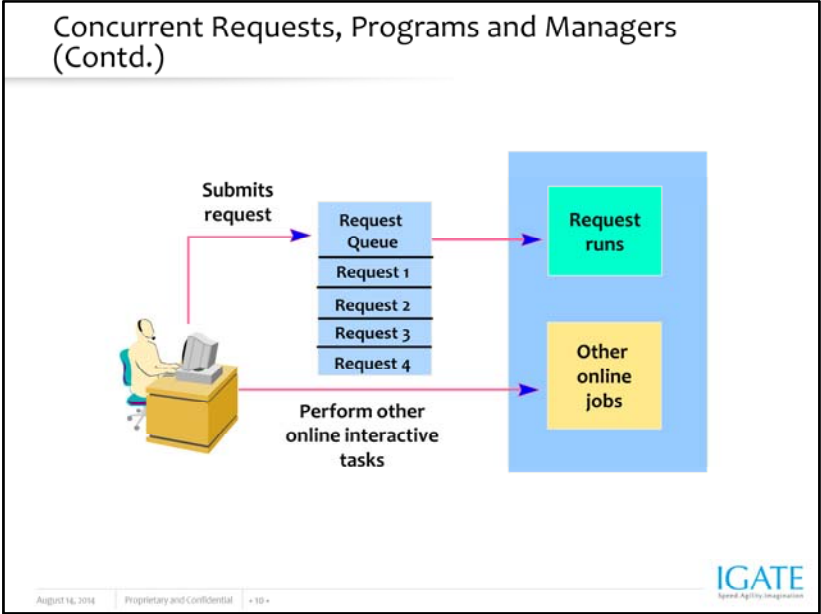 Concurrent Requests, Programs and Managers
(Contd.)
Submits
request
Request
Queue
Request 1
Request 2
Request 3
Request 4
Request
runs
Other
online
jobs
Perform other
online interactive
tasks
August 14, 2014
Proprietary and Confidential
- 10 -
IGATE
Speed.Agility.Imagination